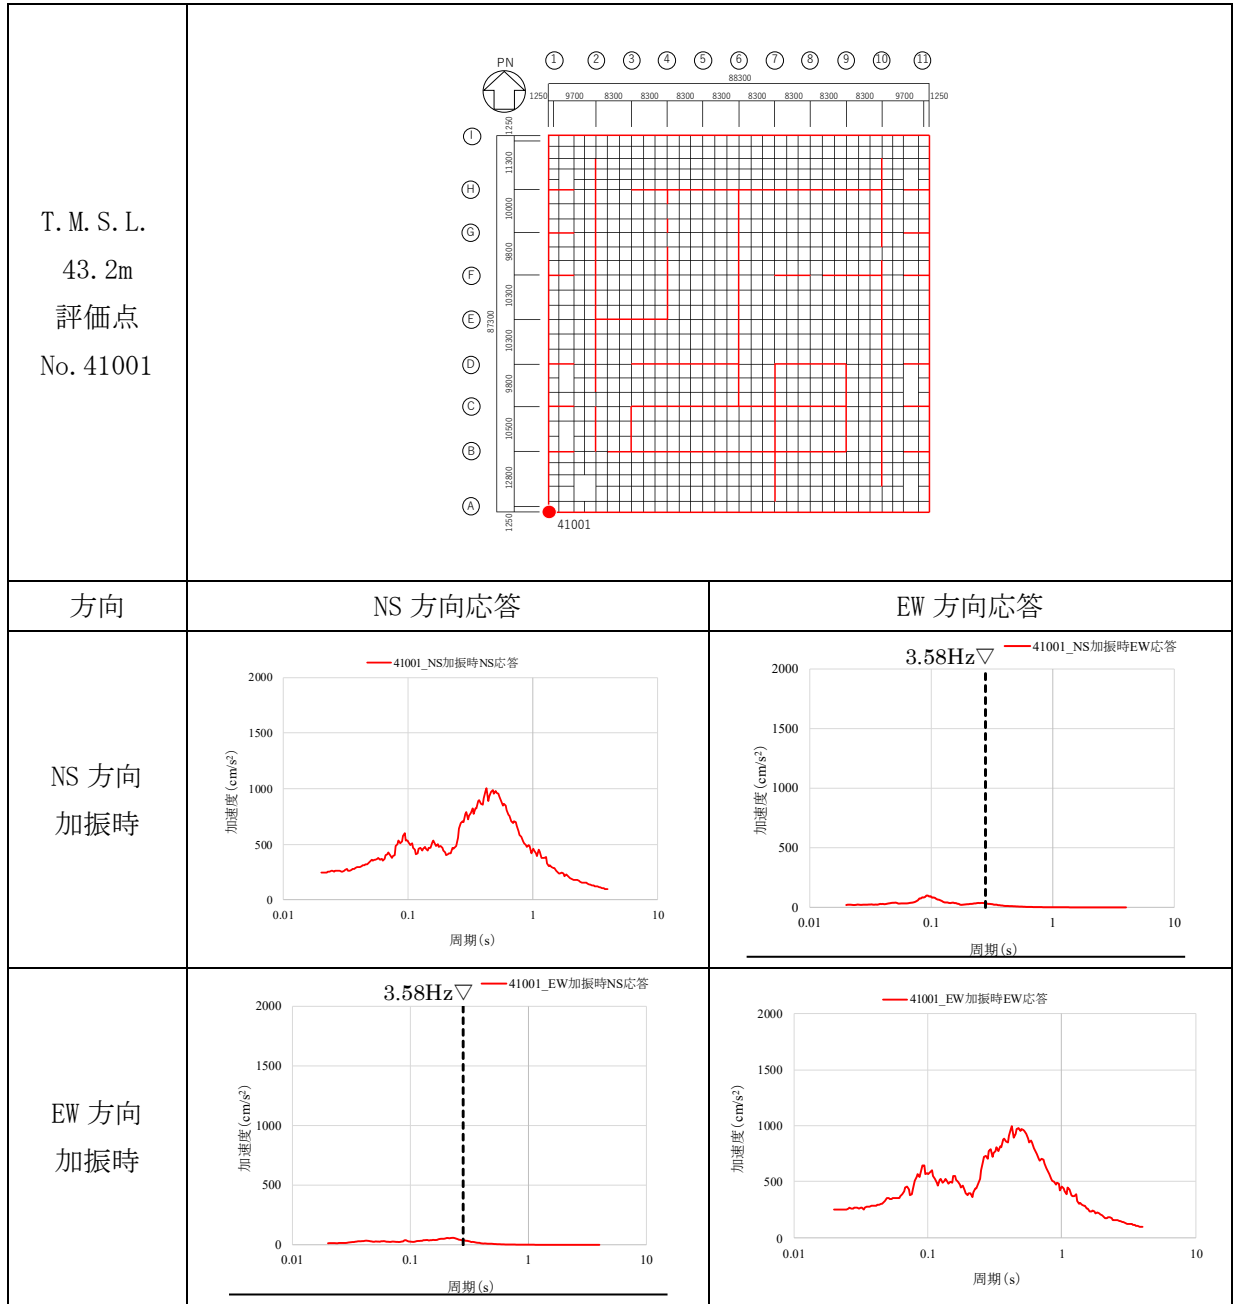 T.M.S.L.
43.2m
評価点
No.41001
PN
1 2 3 4 5 6 7 8 9 10 11
88300
1250 9700 8300 8300 8300 8300 8300 8300 8300 8300 9700 1250
I
H
G
F
E
D
C
B
A
1250
11300
10000
9800
10300
10300
9800
10500
12800
1250
87300
41001
方向 NS 方向応答 EW 方向応答
NS 方向
加振時
41001_NS加振時NS応答
2000
1500
1000
500
0
0.01 0.1 1 10
加速度(cm/s²)
周期(s)
3.58Hz▽
41001_NS加振時EW応答
2000
1500
1000
500
0
0.01 0.1 1 10
加速度(cm/s²)
周期(s)
EW 方向
加振時
3.58Hz▽
41001_EW加振時NS応答
2000
1500
1000
500
0
0.01 0.1 1 10
加速度(cm/s²)
周期(s)
41001_EW加振時EW応答
2000
1500
1000
500
0
0.01 0.1 1 10
加速度(cm/s²)
周期(s)